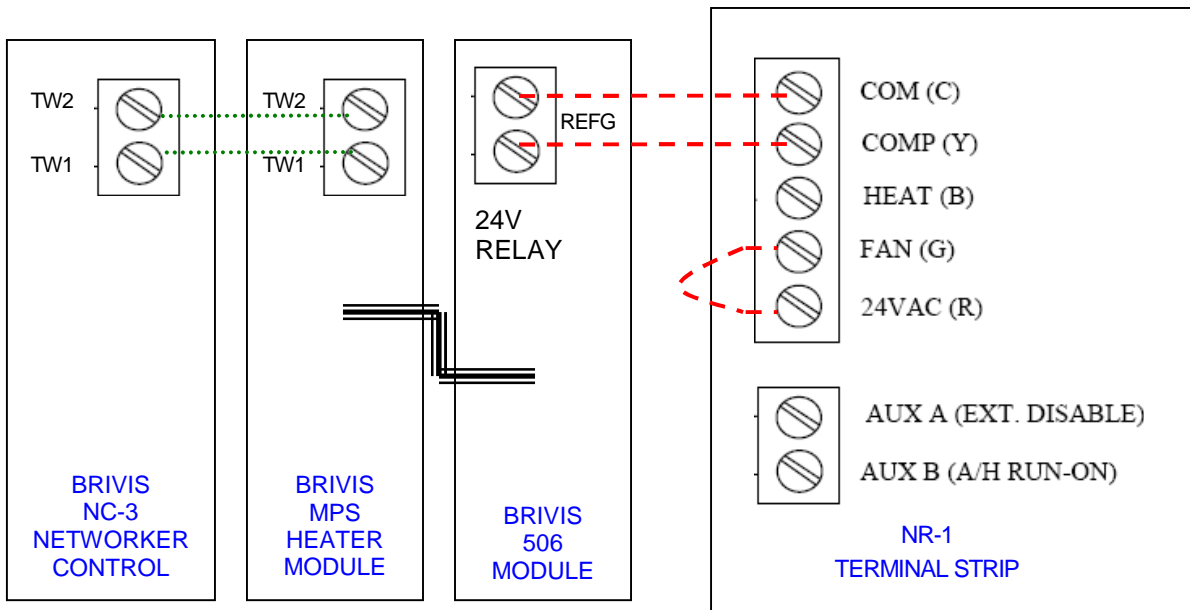 TW2
TW1
BRIVIS
NC-3
NETWORKER
CONTROL
TW2
TW1
BRIVIS
MPS
HEATER
MODULE
REFG
24V
RELAY
BRIVIS
506
MODULE
COM (C)
COMP (Y)
HEAT (B)
FAN (G)
24VAC (R)
AUX A (EXT. DISABLE)
AUX B (A/H RUN-ON)
NR-1
TERMINAL STRIP